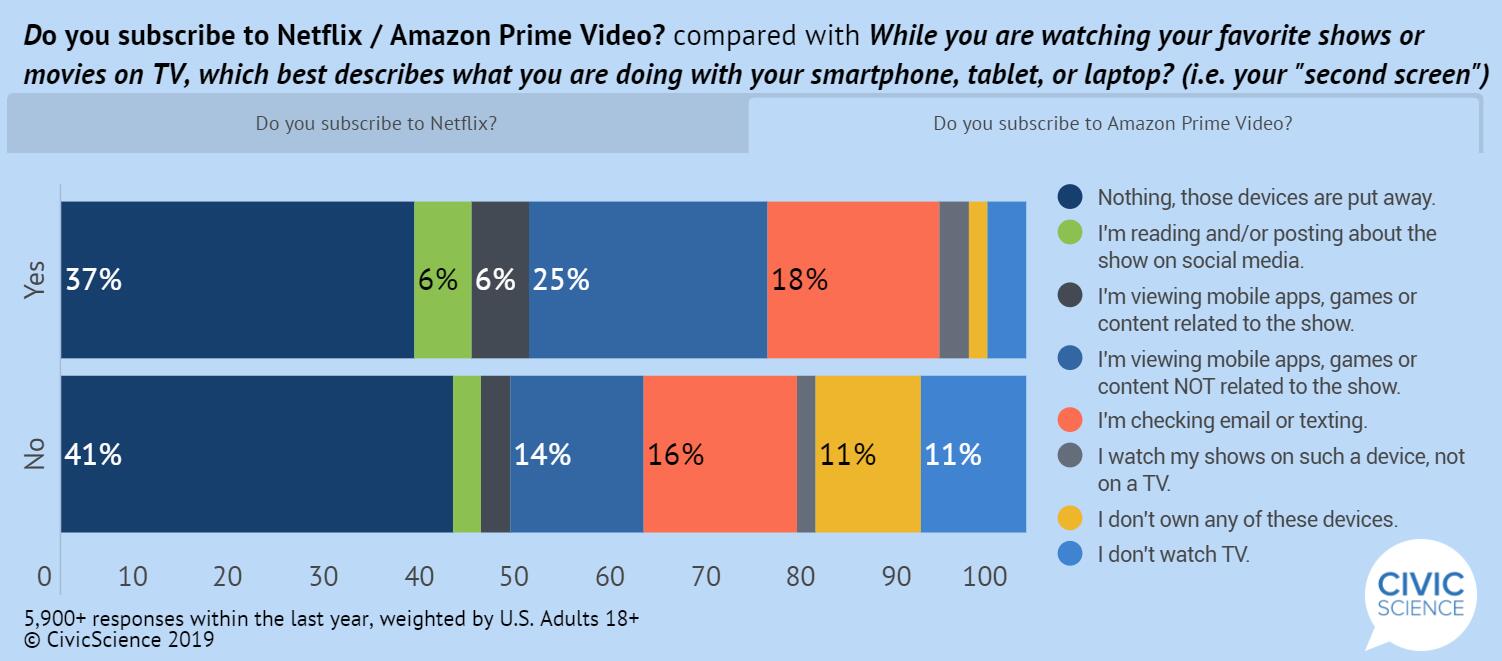 Do you subscribe to Netflix / Amazon Prime Video? compared with While you are watching your favorite shows or
movies on TV, which best describes what you are doing with your smartphone, tablet, or laptop? (i.e. your "second screen")
Do you subscribe to Netflix?
Do you subscribe to Amazon Prime Video?
Yes
37%
6%
6%
25%
18%
No
41%
14%
16%
11%
11%
0
10
20
30
40
50
60
70
80
90
100
Nothing, those devices are put away.
I'm reading and/or posting about the
show on social media.
I'm viewing mobile apps, games or
content related to the show.
I'm viewing mobile apps, games or
content NOT related to the show.
I'm checking email or texting.
I watch my shows on such a device, not
on a TV.
I don't own any of these devices.
I don't watch TV.
5,900+ responses within the last year, weighted by U.S. Adults 18+
© CivicScience 2019
CIVIC
SCIENCE